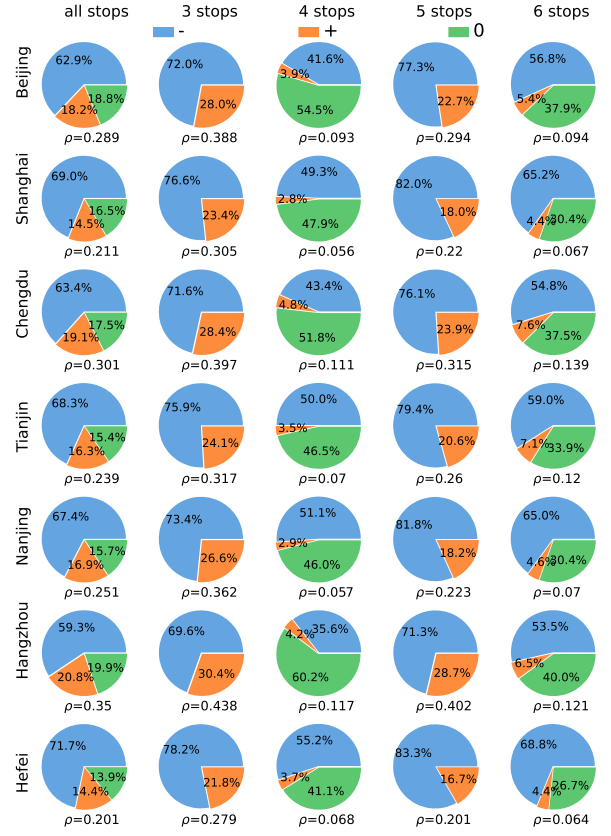 all stops 3 stops 4 stops 5 stops 6 stops
- + 0
Beijing
62.9% 18.2% 18.8%
72.0% 28.0%
41.6% 3.9% 54.5%
77.3% 22.7%
56.8% 5.4% 37.9%
ρ=0.289 ρ=0.388 ρ=0.093 ρ=0.294 ρ=0.094
Shanghai
69.0% 14.5% 16.5%
76.6% 23.4%
49.3% 2.8% 47.9%
82.0% 18.0%
65.2% 4.4% 30.4%
ρ=0.211 ρ=0.305 ρ=0.056 ρ=0.22 ρ=0.067
Chengdu
63.4% 19.1% 17.5%
71.6% 28.4%
43.4% 4.8% 51.8%
76.1% 23.9%
54.8% 7.6% 37.5%
ρ=0.301 ρ=0.397 ρ=0.111 ρ=0.315 ρ=0.139
Tianjin
68.3% 16.3% 15.4%
75.9% 24.1%
50.0% 3.5% 46.5%
79.4% 20.6%
59.0% 7.1% 33.9%
ρ=0.239 ρ=0.317 ρ=0.07 ρ=0.26 ρ=0.12
Nanjing
67.4% 16.9% 15.7%
73.4% 26.6%
51.1% 2.9% 46.0%
81.8% 18.2%
65.0% 4.6% 30.4%
ρ=0.251 ρ=0.362 ρ=0.057 ρ=0.223 ρ=0.07
Hangzhou
59.3% 20.8% 19.9%
69.6% 30.4%
35.6% 4.2% 60.2%
71.3% 28.7%
53.5% 6.5% 40.0%
ρ=0.35 ρ=0.438 ρ=0.117 ρ=0.402 ρ=0.121
Hefei
71.7% 14.4% 13.9%
78.2% 21.8%
55.2% 3.7% 41.1%
83.3% 16.7%
68.8% 4.4% 26.7%
ρ=0.201 ρ=0.279 ρ=0.068 ρ=0.201 ρ=0.064